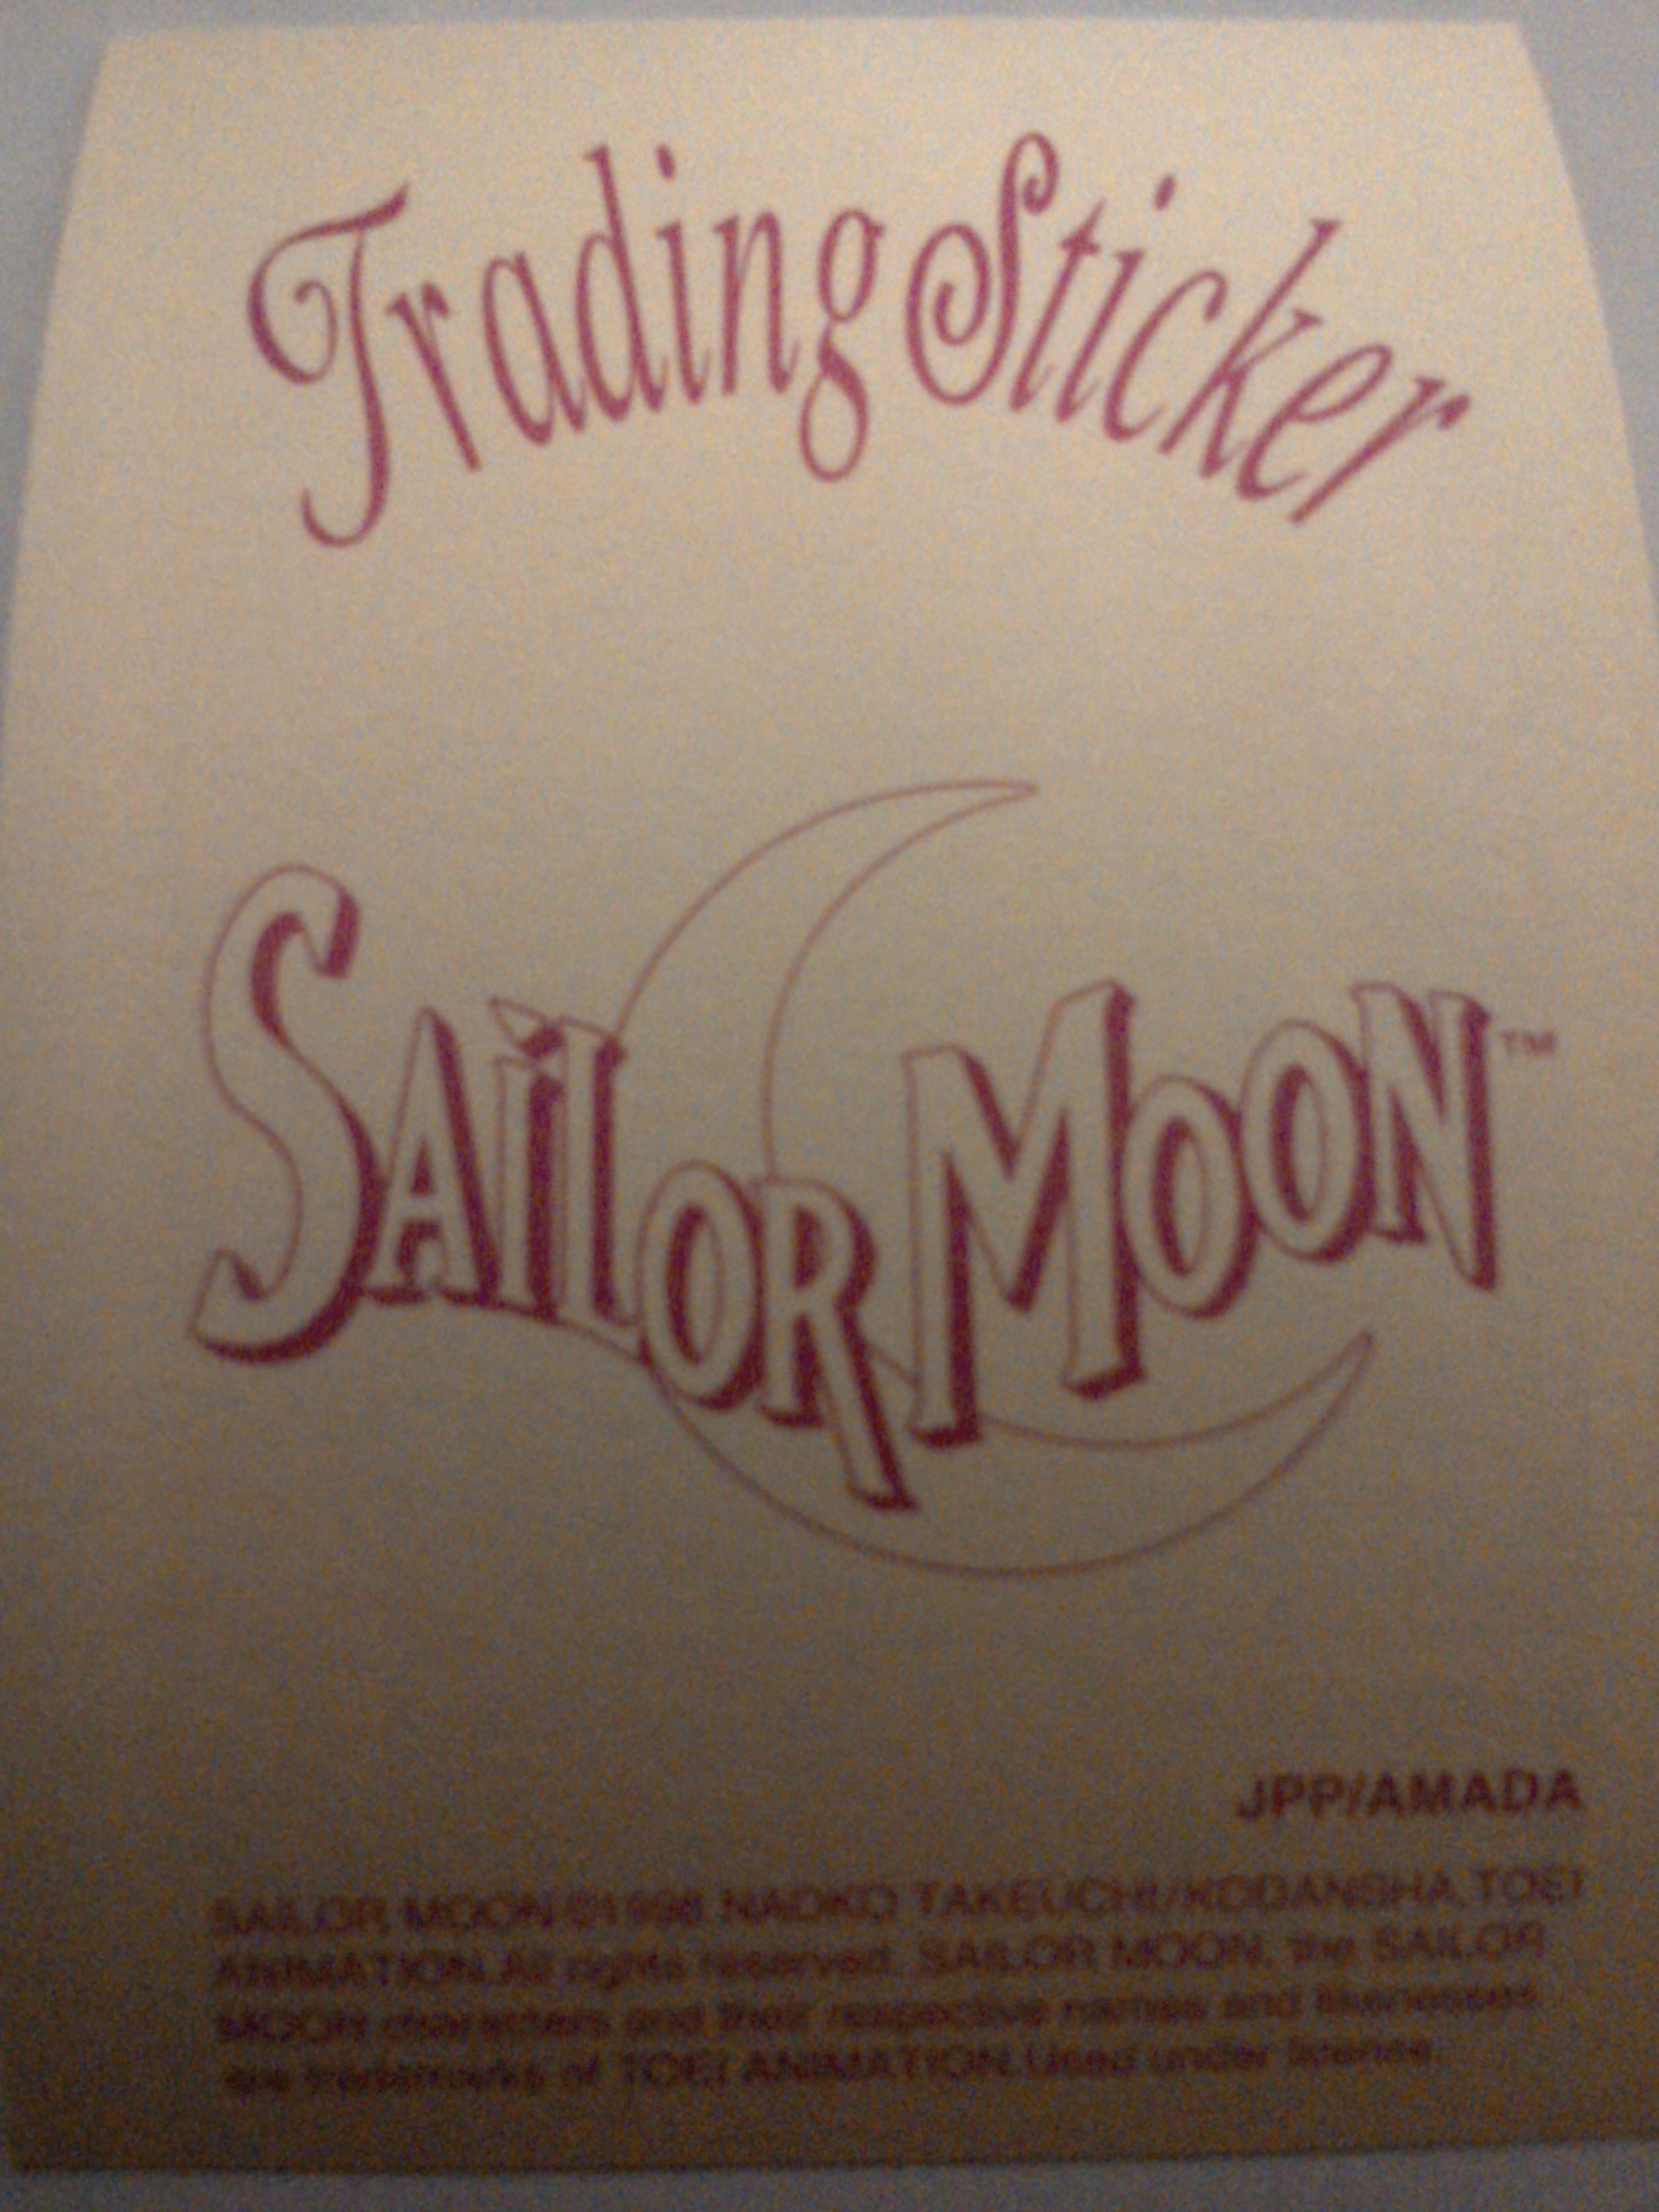 Trading Sticker
SAILOR MOON™
JPP/AMADA
SAILOR MOON NAOKO TAKEUCHI/KODANSHA,TOEI
ANIMATION.All rights reserved. SAILOR MOON, the SAILOR
MOON characters and their respective names and likenesses
are trademarks of TOEI ANIMATION.Used under license.